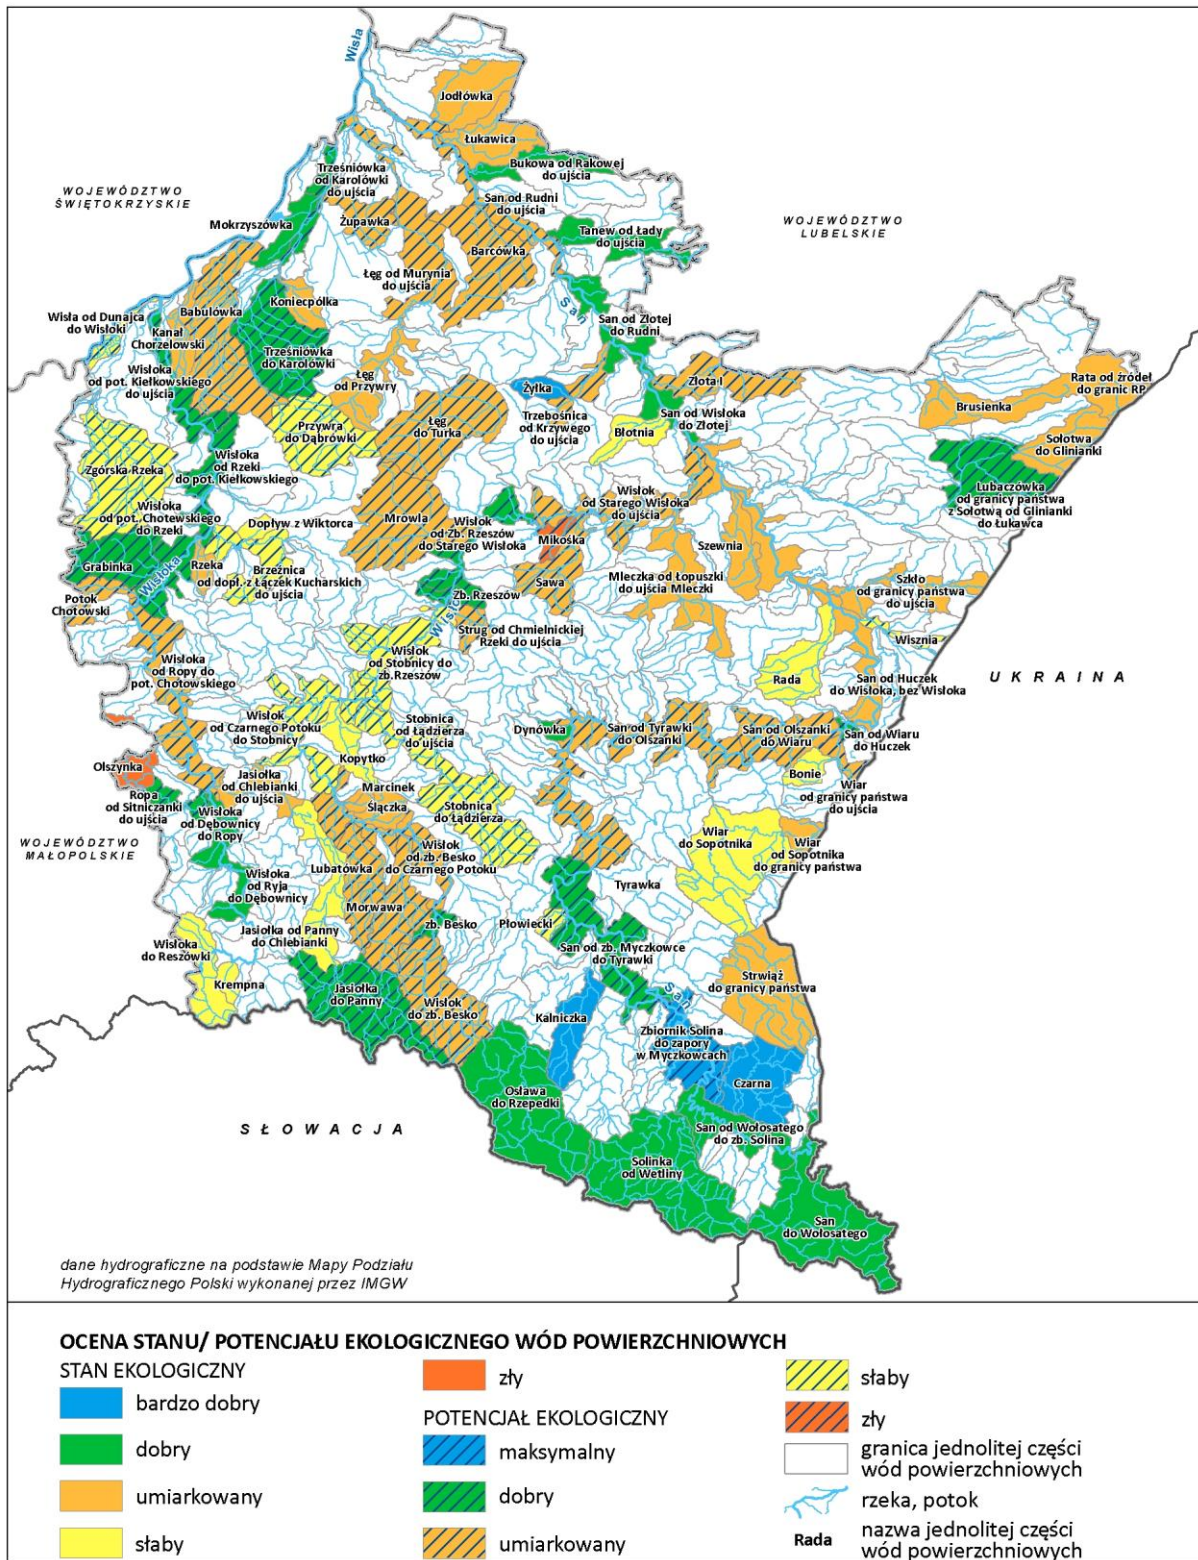 Wisła
Jodłówka
Łukawica
Bukowa od Rakowej
do ujścia
Trześniówka
od Karolówki
do ujścia
WOJEWÓDZTWO
ŚWIĘTOKRZYSKIE
San od Rudni
do ujścia
Mokrzyszówka
Żupawka
WOJEWÓDZTWO
LUBELSKIE
Tanew od Łady
do ujścia
Barcówka
Łęg od Murynia
do ujścia
Koniecpólka
San
Babulówka
Wisła od Dunajca
do Wisłoki
San od Złotej
do Rudni
Kanał
Chorzelowski
Trześniówka
do Karolówki
Wisłoka
od pot. Kiełkowskiego
do ujścia
Łęg
od Przywry
Żyłka
Złota I
Rata od źródeł
do granic RP
Brusienka
Trzebośnica
od Krzywego
do ujścia
San od Wisłoka
do Złotej
Przywra
do Dąbrówki
Łęg
do Turka
Błotnia
Sołotwa
do Glinianki
Zgórska Rzeka
Wisłoka
od Rzeki
do pot. Kiełkowskiego
Lubaczówka
od granicy państwa
z Sołotwą od Glinianki
do Łukawca
Wisłok
od Starego Wisłoka
do ujścia
Wisłoka
od pot. Chotewskiego
do Rzeki
Dopływ z Wiktorca
Mrowla
Wisłok
od Zb. Rzeszów
do Starego Wisłoka
Mikośka
Szewnia
Grabinka
Wisłoka
Rzeka
Brzeźnica
od dopł. z Łączek Kucharskich
do ujścia
Sawa
Mleczka od Łopuszki
do ujścia Mleczki
Szkło
od granicy państwa
do ujścia
Potok
Chotowski
Zb. Rzeszów
Wisłok
Strug od Chmielnickiej
Rzeki do ujścia
Wisznia
Wisłoka
od Ropy do
pot. Chotowskiego
Wisłok
od Stobnicy do
zb. Rzeszów
Rada
San od Huczek
do Wisłoka, bez Wisłoka
UKRAINA
Wisłok
od Czarnego Potoku
do Stobnicy
Stobnica
od Łądzierza
do ujścia
Dynówka
San od Tyrawki
do Olszanki
San od Olszanki
do Wiaru
San od Wiaru
do Huczek
Olszynka
Kopytko
Jasiołka
od Chlebianki
do ujścia
Marcinek
Bonie
Wiar
od granicy państwa
do ujścia
Ropa
od Sitniczanki
do ujścia
Wisłoka
od Dębownicy
do Ropy
Ślączka
Stobnica
do Łądzierza
WOJEWÓDZTWO
MAŁOPOLSKIE
Wiar
do Sopotnika
Wiar
od Sopotnika
do granicy państwa
Wisłok
od zb. Besko
do Czarnego Potoku
Lubatówka
Wisłoka
od Ryja
do Dębownicy
Tyrawka
Morwawa
zb. Besko
Płowiecki
Jasiołka od Panny
do Chlebianki
Wisłoka
do Reszówki
San od zb. Myczkowce
do Tyrawki
Krempna
Jasiołka
do Panny
Strwiąż
do granicy państwa
San
Wisłok
do zb. Besko
Kalniczka
Zbiornik Solina
do zapory
w Myczkowcach
Czarna
Osława
do Rzepedki
SŁOWACJA
San od Wołosatego
do zb. Solina
Solinka
od Wetliny
San
do Wołosatego
dane hydrograficzne na podstawie Mapy Podziału
Hydrograficznego Polski wykonanej przez IMGW
OCENA STANU/ POTENCJAŁU EKOLOGICZNEGO WÓD POWIERZCHNIOWYCH
STAN EKOLOGICZNY
bardzo dobry
dobry
umiarkowany
słaby
zły
POTENCJAŁ EKOLOGICZNY
maksymalny
dobry
umiarkowany
słaby
zły
granica jednolitej części
wód powierzchniowych
rzeka, potok
Rada
nazwa jednolitej części
wód powierzchniowych